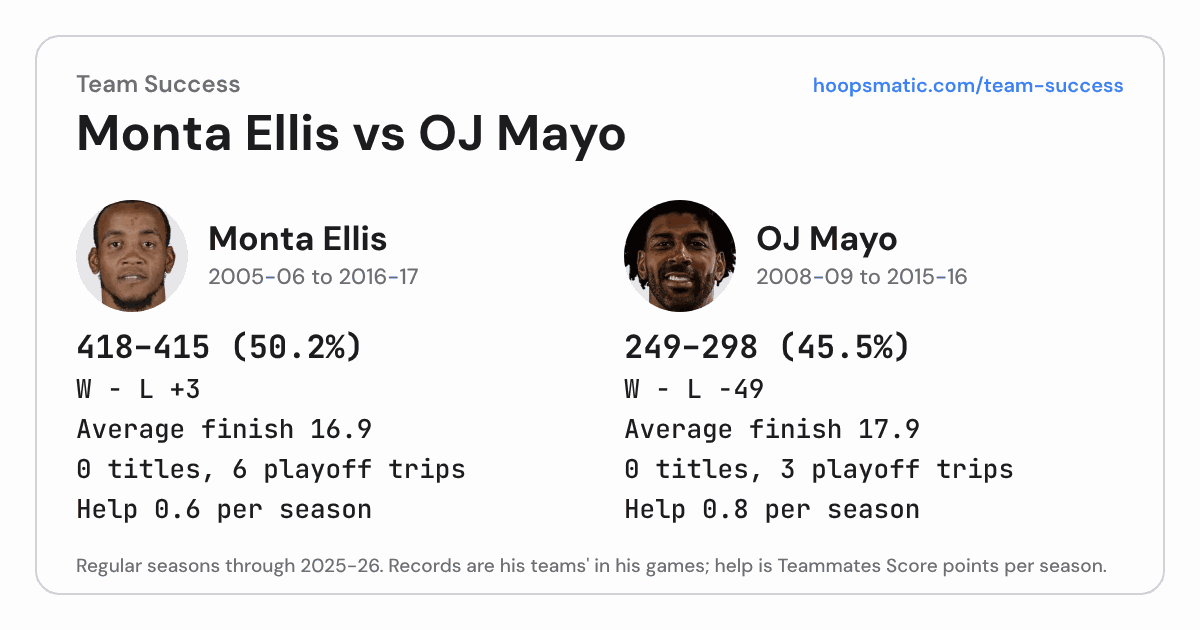 Team Success
hoopsmatic.com/team-success
Monta Ellis vs OJ Mayo
Monta Ellis
2005-06 to 2016-17
418-415 (50.2%)
W - L +3
Average finish 16.9
0 titles, 6 playoff trips
Help 0.6 per season
OJ Mayo
2008-09 to 2015-16
249-298 (45.5%)
W - L -49
Average finish 17.9
0 titles, 3 playoff trips
Help 0.8 per season
Regular seasons through 2025-26. Records are his teams' in his games; help is Teammates Score points per season.